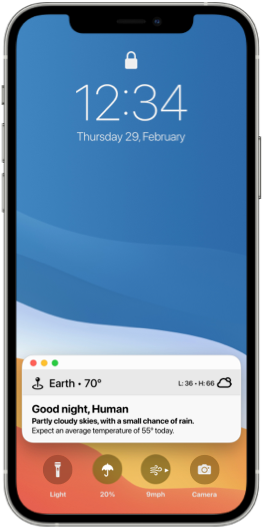 12:34
Thursday 29, February
Earth • 70°
L: 36 • H: 66
Good night, Human
Partly cloudy skies, with a small chance of rain.
Expect an average temperature of 55° today.
Light
20%
9mph
Camera